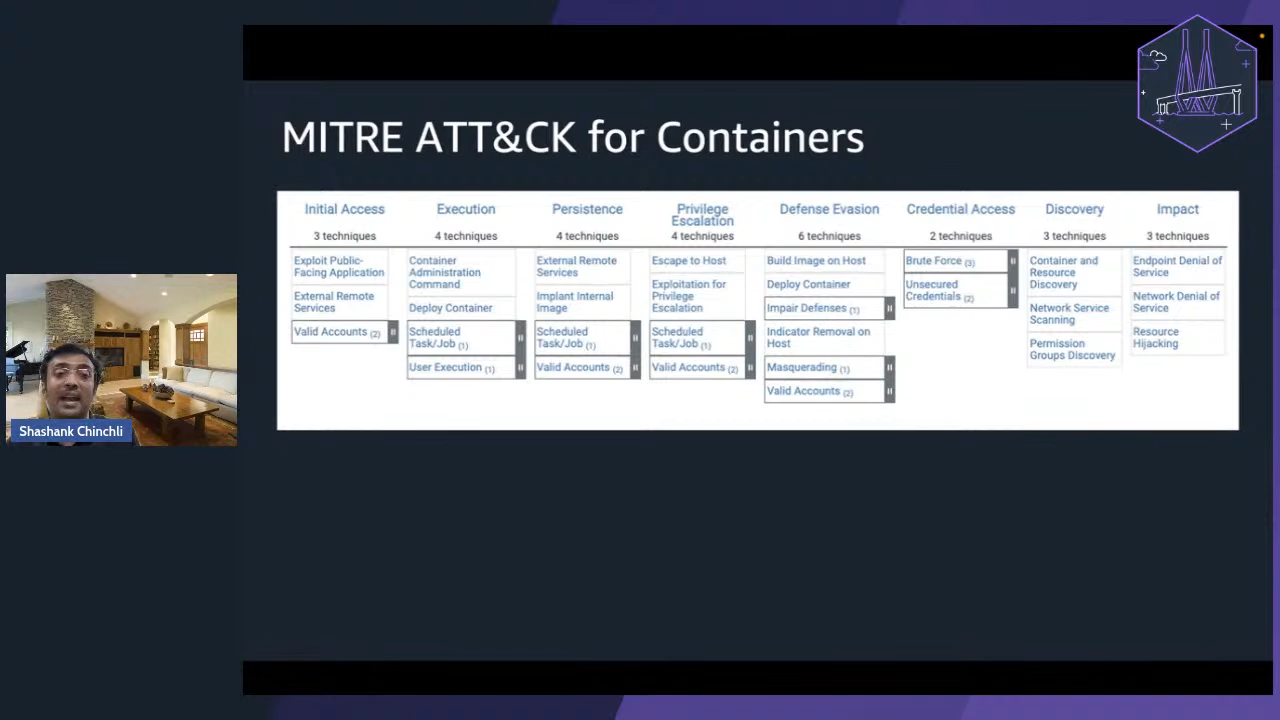 MITRE ATT&CK for Containers
Initial Access
3 techniques
Exploit Public-
Facing Application
External Remote
Services
Valid Accounts (2)
Execution
4 techniques
Container
Administration
Command
Deploy Container
Scheduled
Task/Job (1)
User Execution (1)
Persistence
4 techniques
External Remote
Services
Implant Internal
Image
Scheduled
Task/Job (1)
Valid Accounts (2)
Privilege
Escalation
4 techniques
Escape to Host
Exploitation for
Privilege
Escalation
Scheduled
Task/Job (1)
Valid Accounts (2)
Defense Evasion
6 techniques
Build Image on Host
Deploy Container
Impair Defenses (1)
Indicator Removal on
Host
Masquerading (1)
Valid Accounts (2)
Credential Access
2 techniques
Brute Force (3)
Unsecured
Credentials (2)
Discovery
3 techniques
Container and
Resource
Discovery
Network Service
Scanning
Permission
Groups Discovery
Impact
3 techniques
Endpoint Denial of
Service
Network Denial of
Service
Resource
Hijacking
Shashank Chinchli